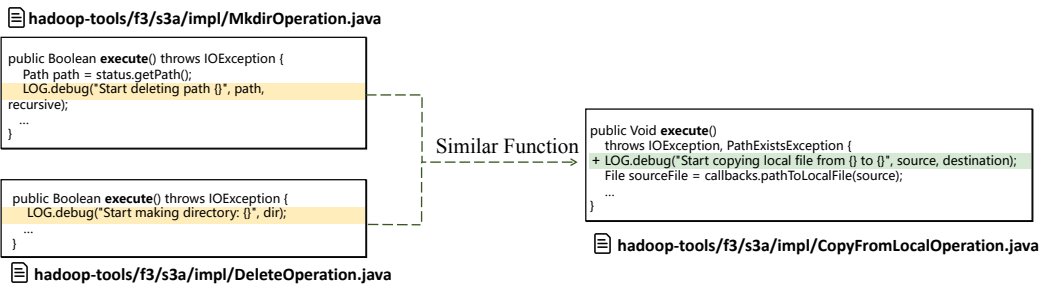 hadoop-tools/f3/s3a/impl/MkdirOperation.java
public Boolean execute() throws IOException {
Path path = status.getPath();
LOG.debug("Start deleting path {}", path,
recursive);
...
}
public Boolean execute() throws IOException {
LOG.debug("Start making directory: {}", dir);
...
}
hadoop-tools/f3/s3a/impl/DeleteOperation.java
Similar Function
public Void execute()
throws IOException, PathExistsException {
+ LOG.debug("Start copying local file from {} to {}", source, destination);
File sourceFile = callbacks.pathToLocalFile(source);
...
}
hadoop-tools/f3/s3a/impl/CopyFromLocalOperation.java